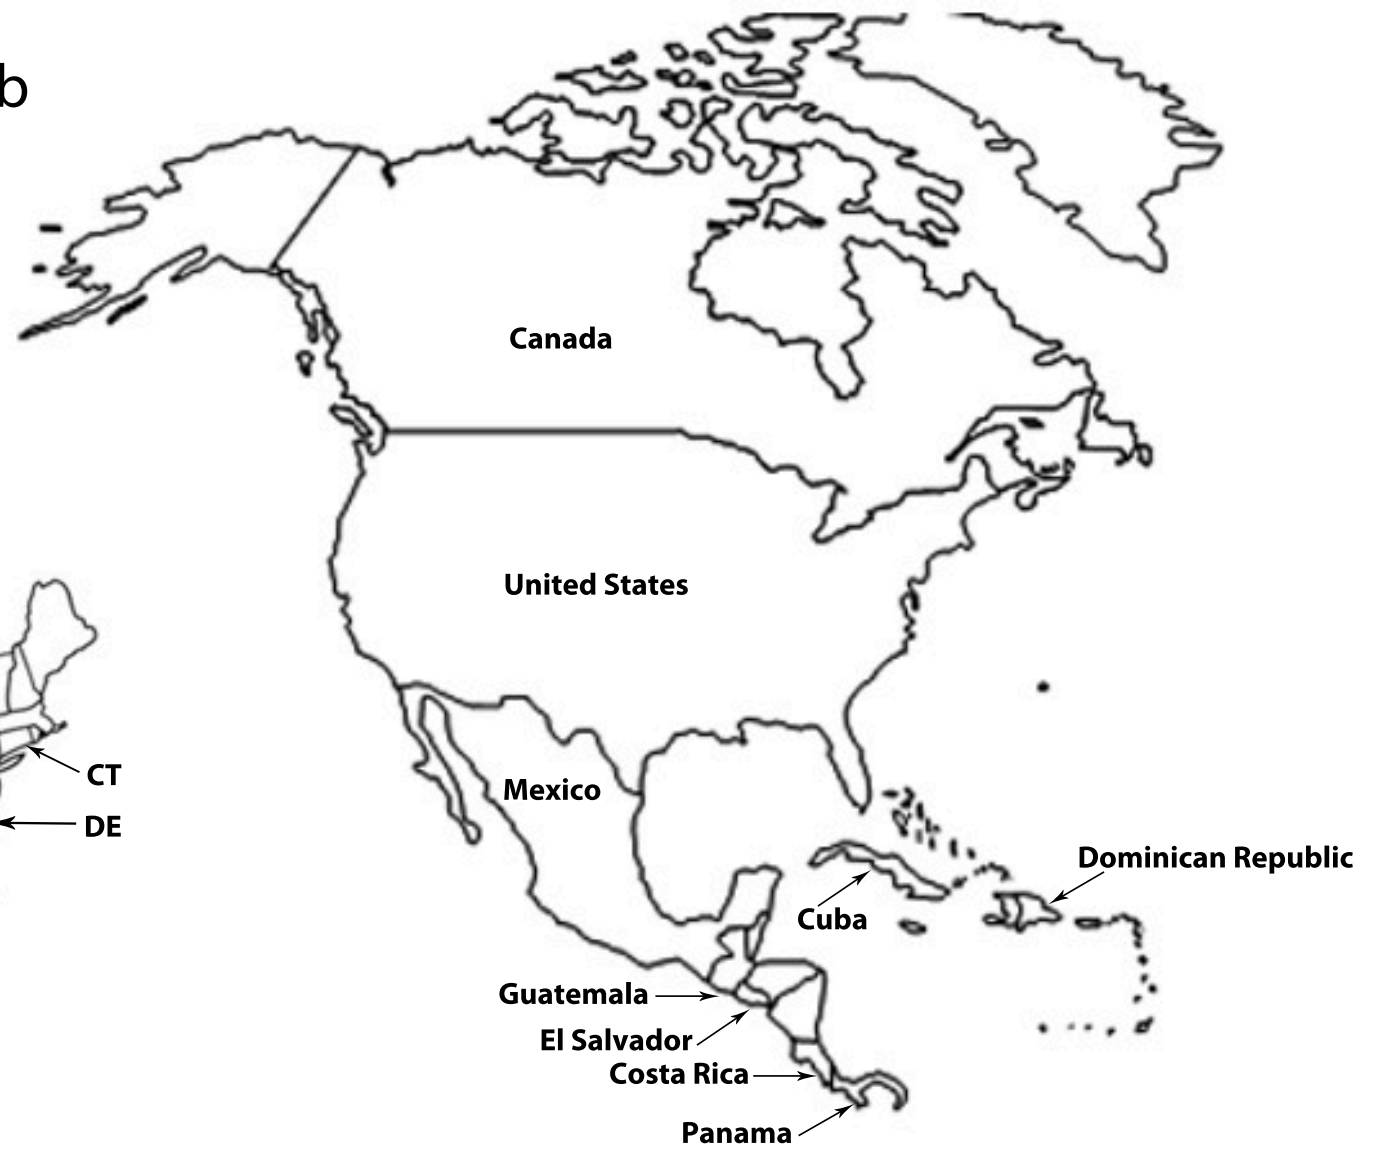 b
Canada
United States
CT
Mexico
DE
Dominican Republic
Cuba
Guatemala
El Salvador
Costa Rica
Panama